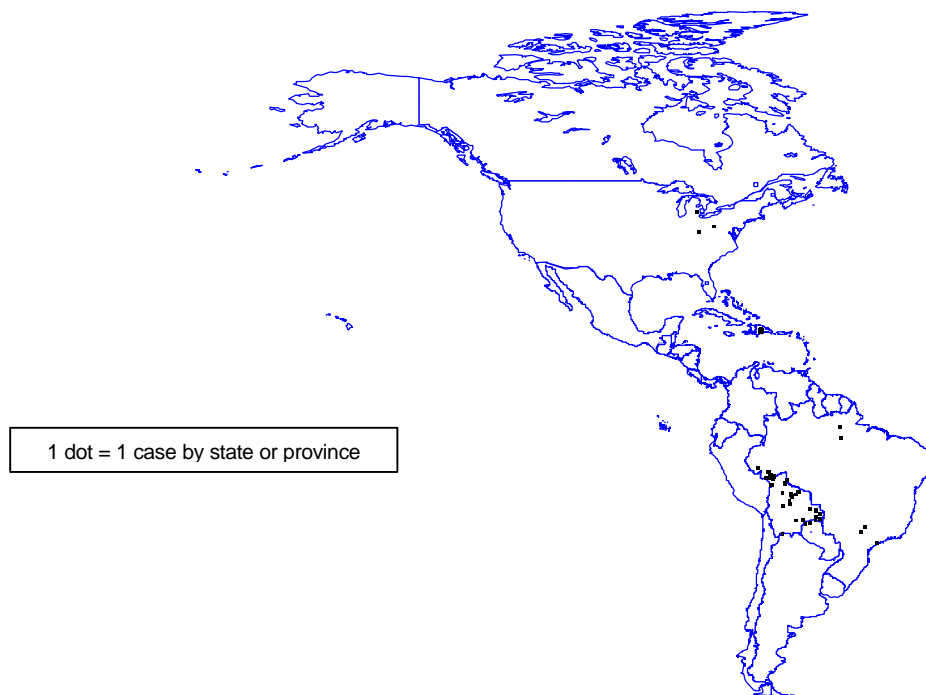 1 dot = 1 case by state or province